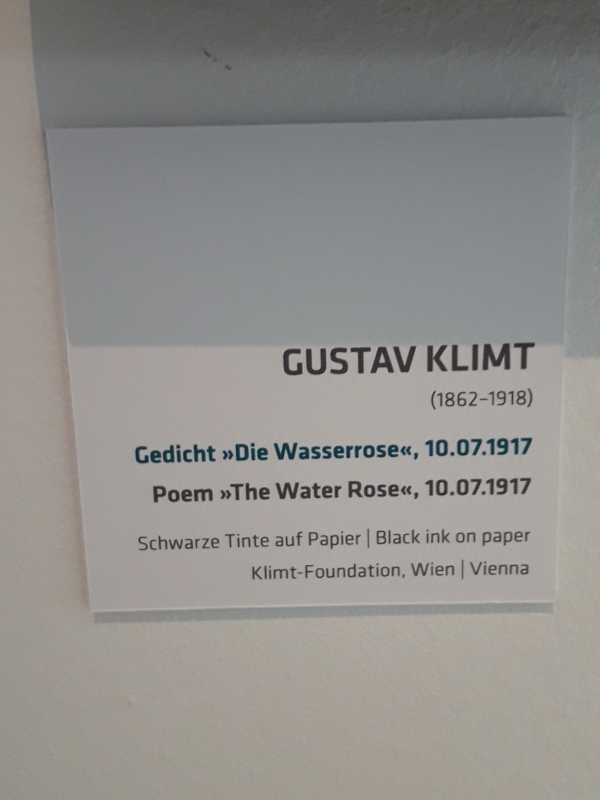 GUSTAV KLIMT
(1862–1918)
Gedicht »Die Wasserrose«, 10.07.1917
Poem »The Water Rose«, 10.07.1917
Schwarze Tinte auf Papier | Black ink on paper
Klimt-Foundation, Wien | Vienna